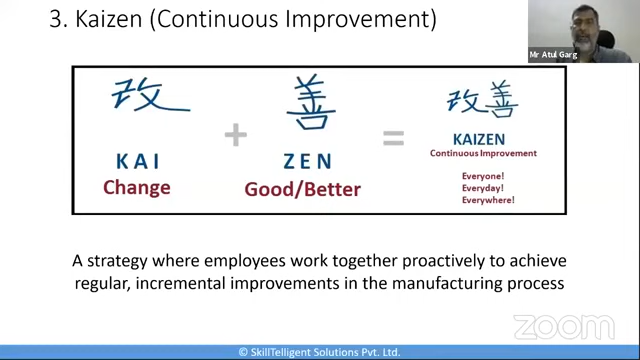 3. Kaizen (Continuous Improvement)
Mr Atul Garg
改
善
改善
+
=
KAI
ZEN
KAIZEN
Change
Good/Better
Continuous Improvement
Everyone!
Everyday!
Everywhere!
A strategy where employees work together proactively to achieve
regular, incremental improvements in the manufacturing process
zoom
© SkillTelligent Solutions Pvt. Ltd.